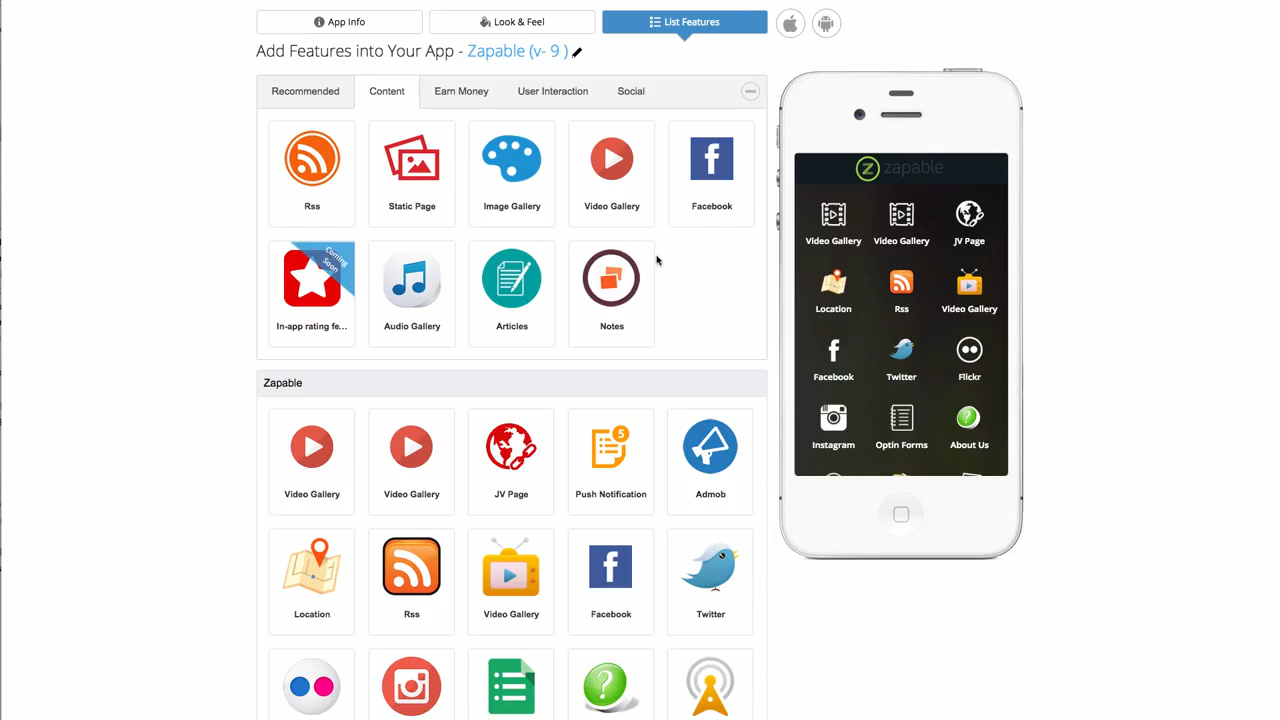 App Info
Look & Feel
List Features
Add Features into Your App - Zapable (v- 9 )
Recommended
Content
Earn Money
User Interaction
Social
Rss
Static Page
Image Gallery
Video Gallery
Facebook
Coming Soon
In-app rating fe...
Audio Gallery
Articles
Notes
Zapable
Video Gallery
Video Gallery
JV Page
5
Push Notification
Admob
Location
Rss
Video Gallery
Facebook
Twitter
zapable
Video Gallery
Video Gallery
JV Page
Location
Rss
Video Gallery
Facebook
Twitter
Flickr
Instagram
Optin Forms
About Us